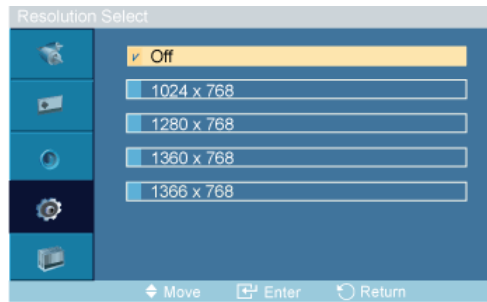 Resolution Select
Off
1024 x 768
1280 x 768
1360 x 768
1366 x 768
Move Enter Return